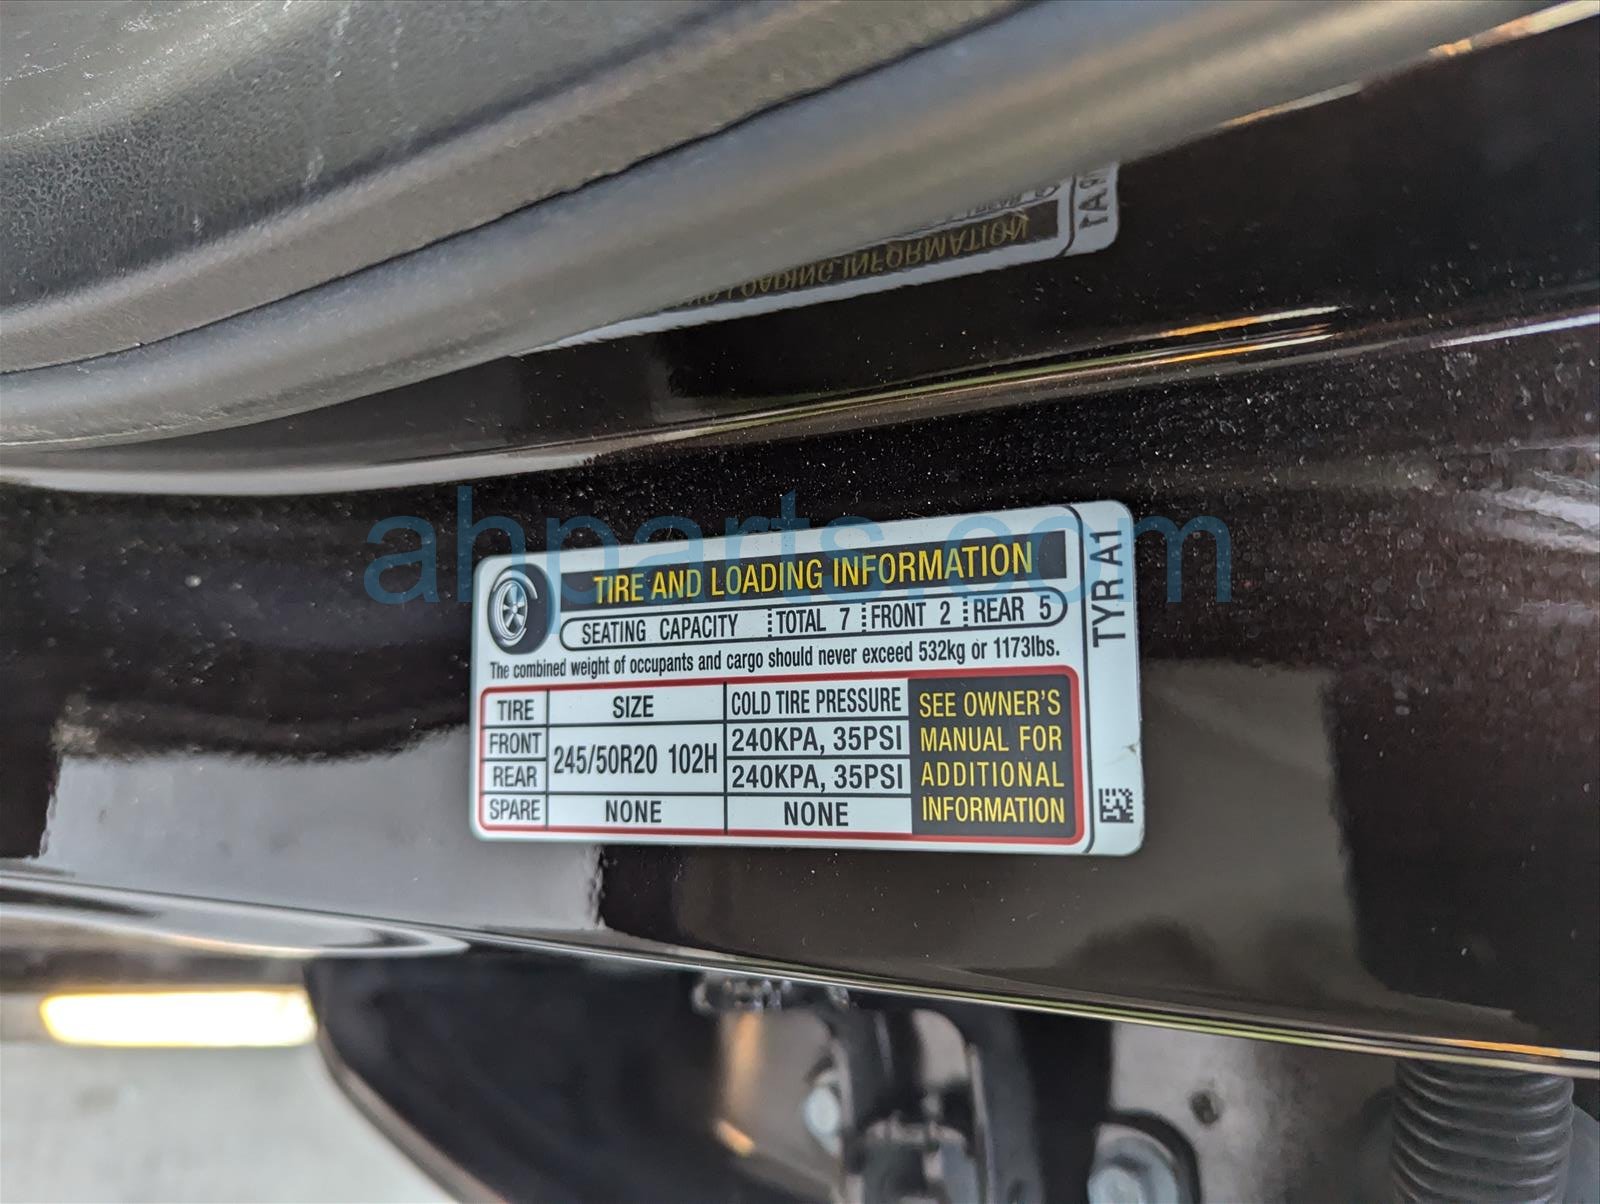 LOADING INFORMATION
ahparts.com
TIRE AND LOADING INFORMATION
SEATING CAPACITY TOTAL 7 FRONT 2 REAR 5
The combined weight of occupants and cargo should never exceed 532kg or 1173lbs.
TIRE SIZE COLD TIRE PRESSURE
FRONT 245/50R20 102H 240KPA, 35PSI
REAR 240KPA, 35PSI
SPARE NONE NONE
SEE OWNER'S
MANUAL FOR
ADDITIONAL
INFORMATION
TYR A1